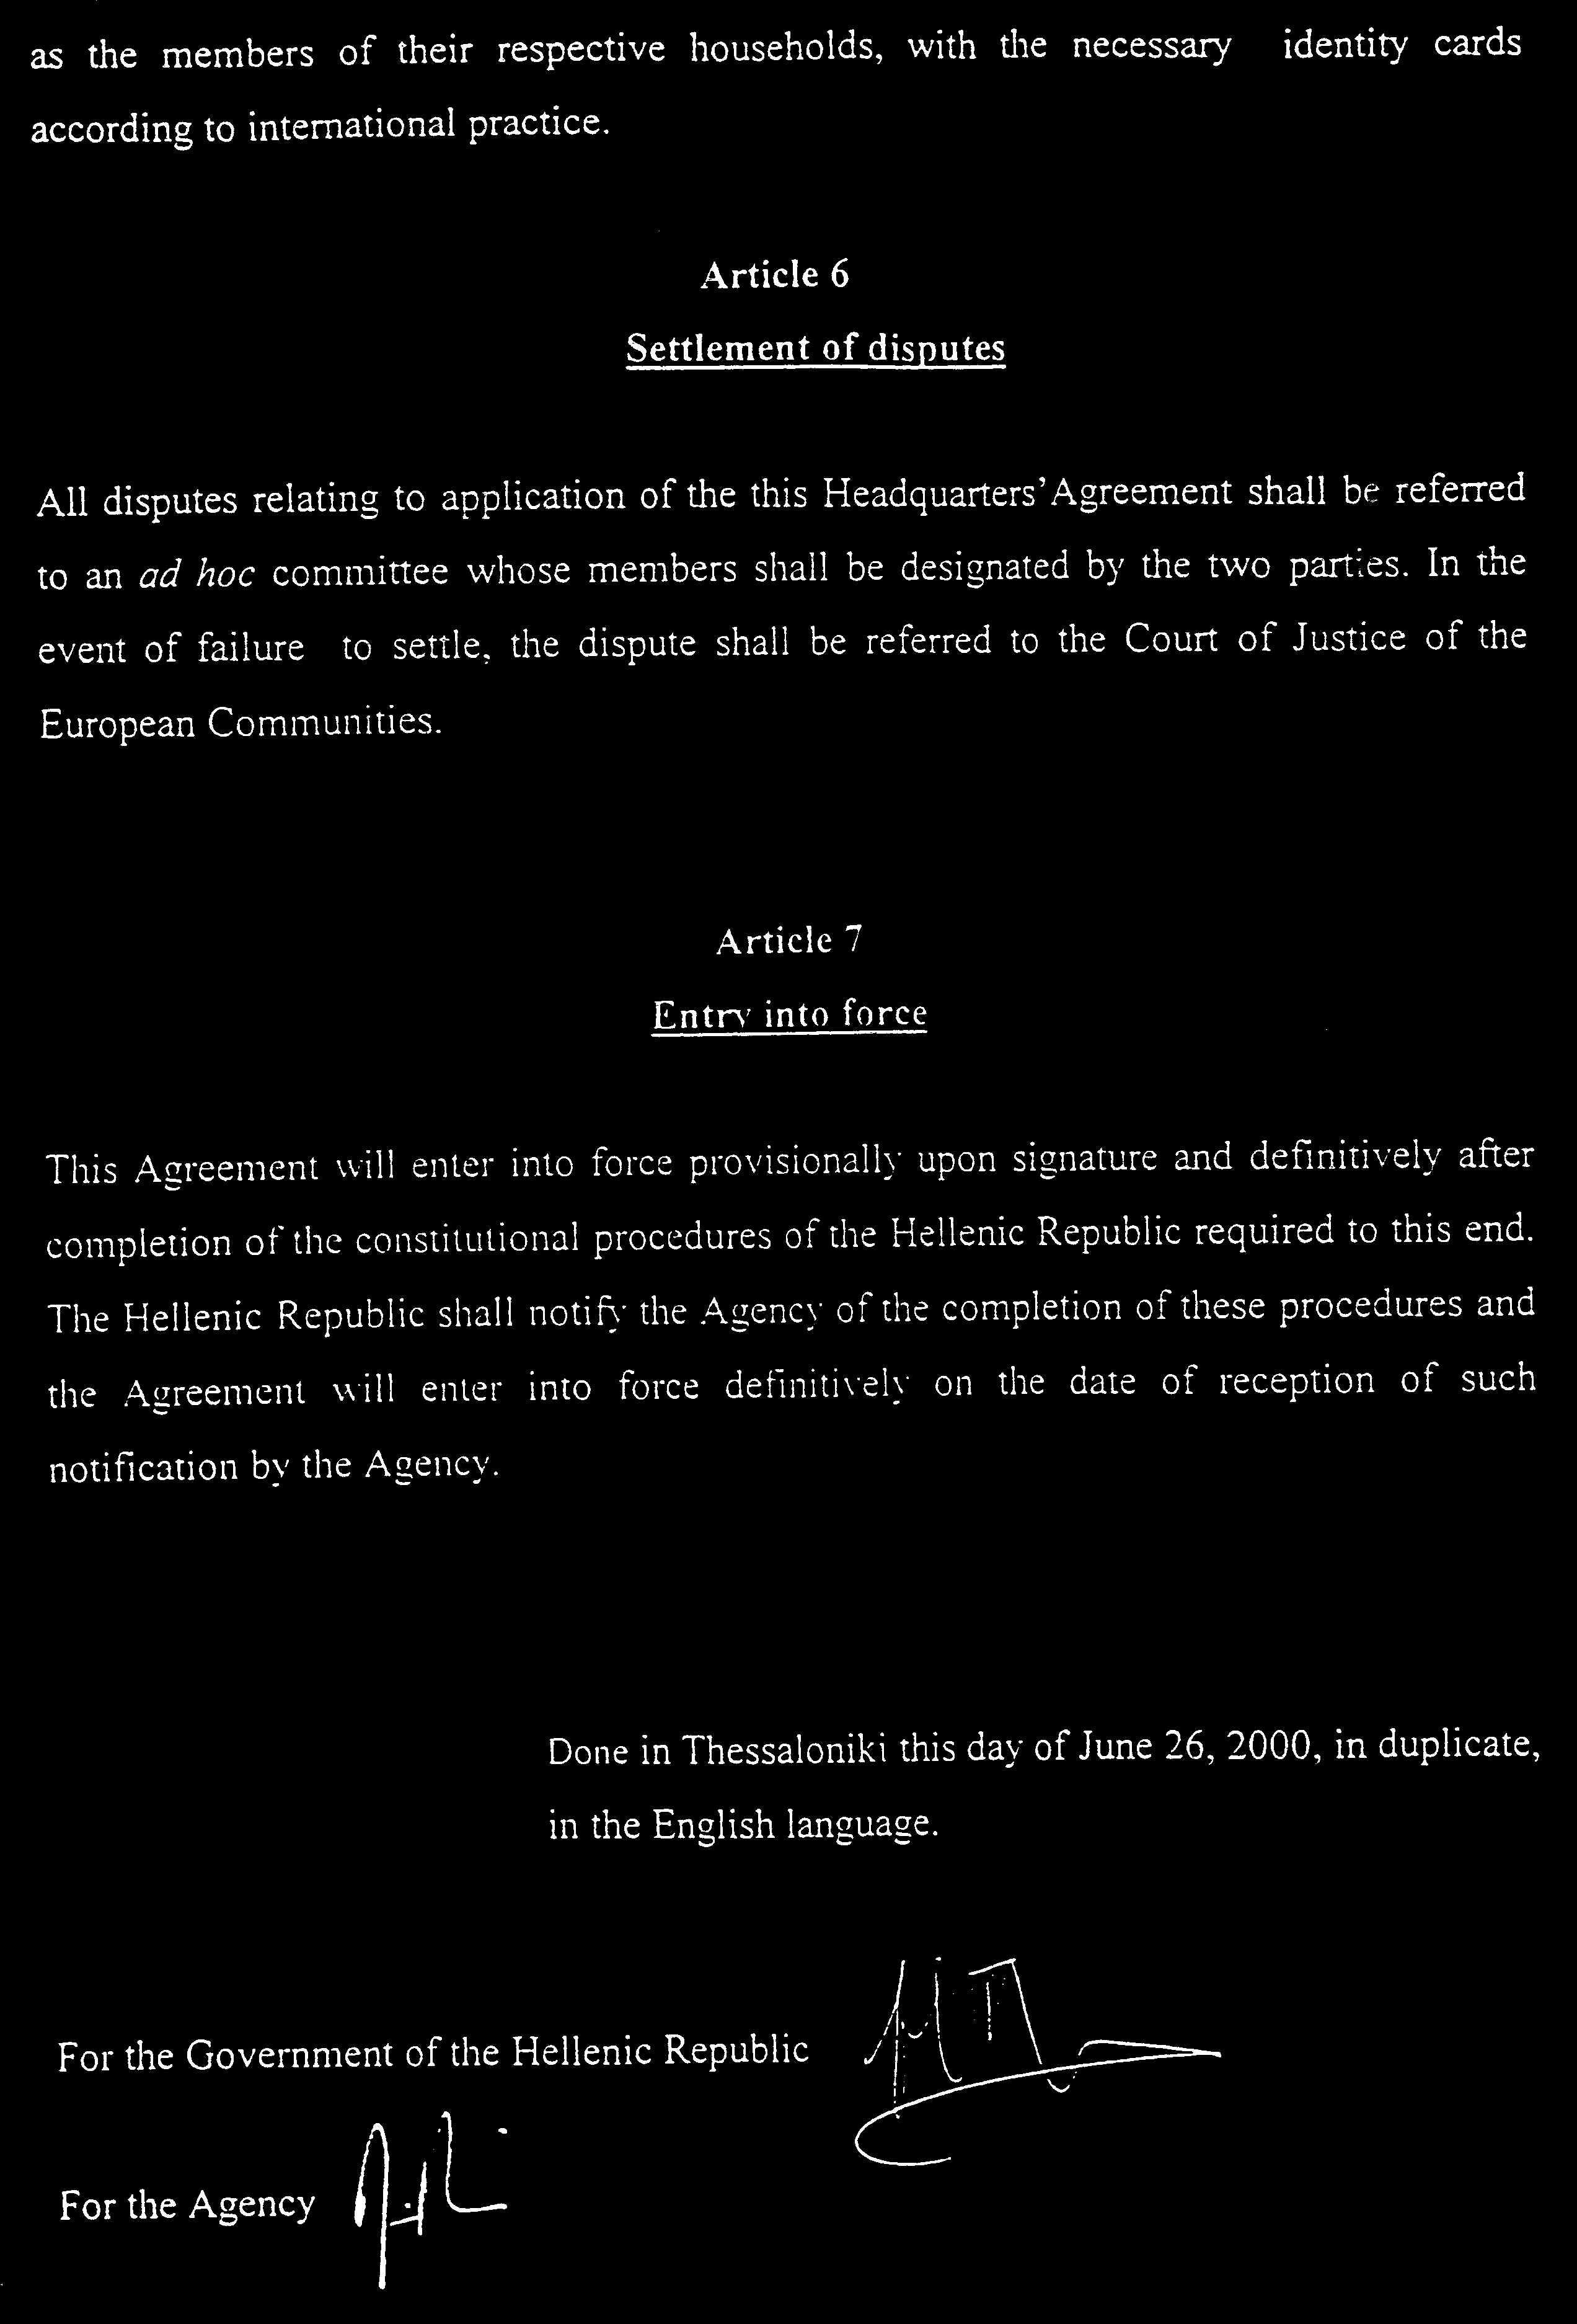 as the members of their respective households, with the necessary identity cards
according to international practice.
Article 6
Settlement of disputes
All disputes relating to application of the this Headquarters' Agreement shall be referred
to an ad hoc committee whose members shall be designated by the two parties. In the
event of failure to settle, the dispute shall be referred to the Court of Justice of the
European Communities.
Article 7
Entry into force
This Agreement will enter into force provisionally upon signature and definitively after
completion of the constitutional procedures of the Hellenic Republic required to this end.
The Hellenic Republic shall notify the Agency of the completion of these procedures and
the Agreement will enter into force definitively on the date of reception of such
notification by the Agency.
Done in Thessaloniki this day of June 26, 2000, in duplicate,
in the English language.
For the Government of the Hellenic Republic
For the Agency